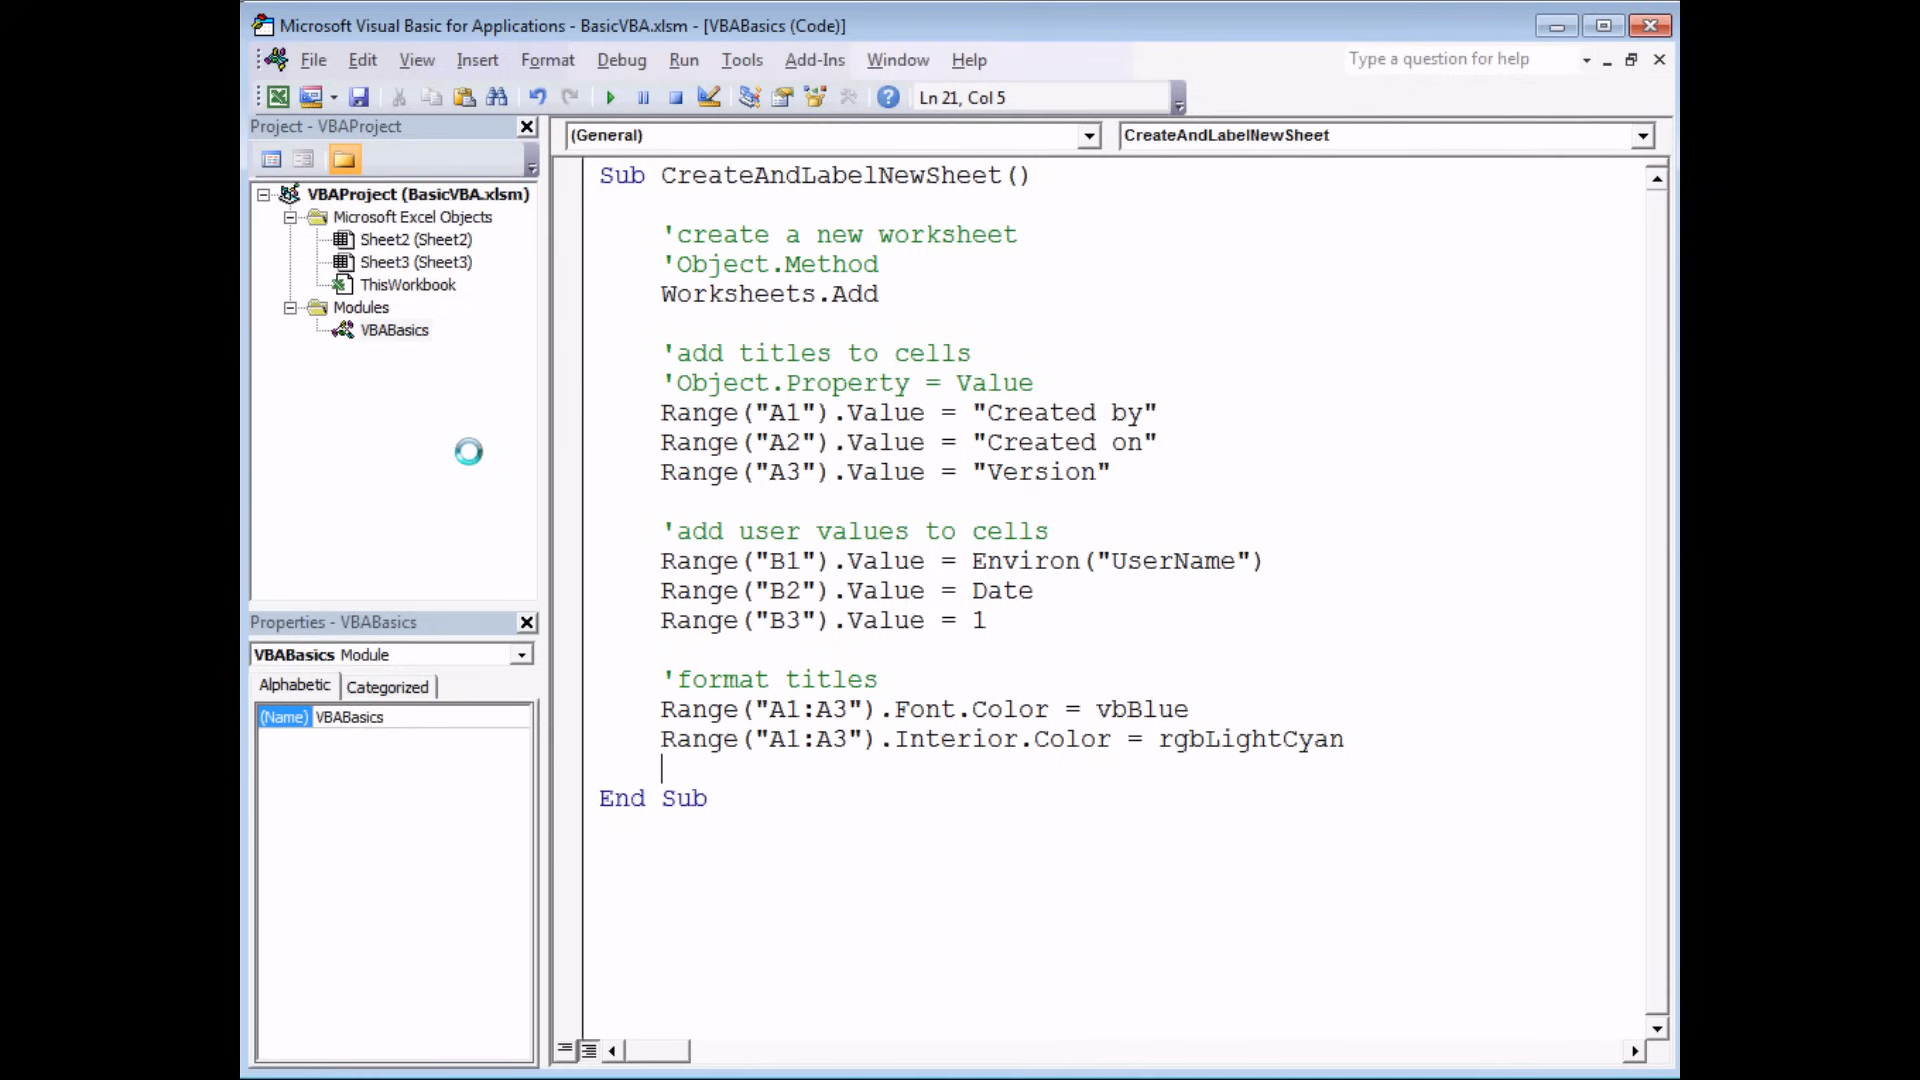 Microsoft Visual Basic for Applications - BasicVBA.xlsm - [VBABasics (Code)]
File Edit View Insert Format Debug Run Tools Add-Ins Window Help
Type a question for help
Ln 21, Col 5
Project - VBAProject
VBAProject (BasicVBA.xlsm)
Microsoft Excel Objects
Sheet2 (Sheet2)
Sheet3 (Sheet3)
ThisWorkbook
Modules
VBABasics
Properties - VBABasics
VBABasics Module
Alphabetic Categorized
(Name) VBABasics
(General)
CreateAndLabelNewSheet
Sub CreateAndLabelNewSheet()
'create a new worksheet
'Object.Method
Worksheets.Add
'add titles to cells
'Object.Property = Value
Range("A1").Value = "Created by"
Range("A2").Value = "Created on"
Range("A3").Value = "Version"
'add user values to cells
Range("B1").Value = Environ("UserName")
Range("B2").Value = Date
Range("B3").Value = 1
'format titles
Range("A1:A3").Font.Color = vbBlue
Range("A1:A3").Interior.Color = rgbLightCyan
End Sub